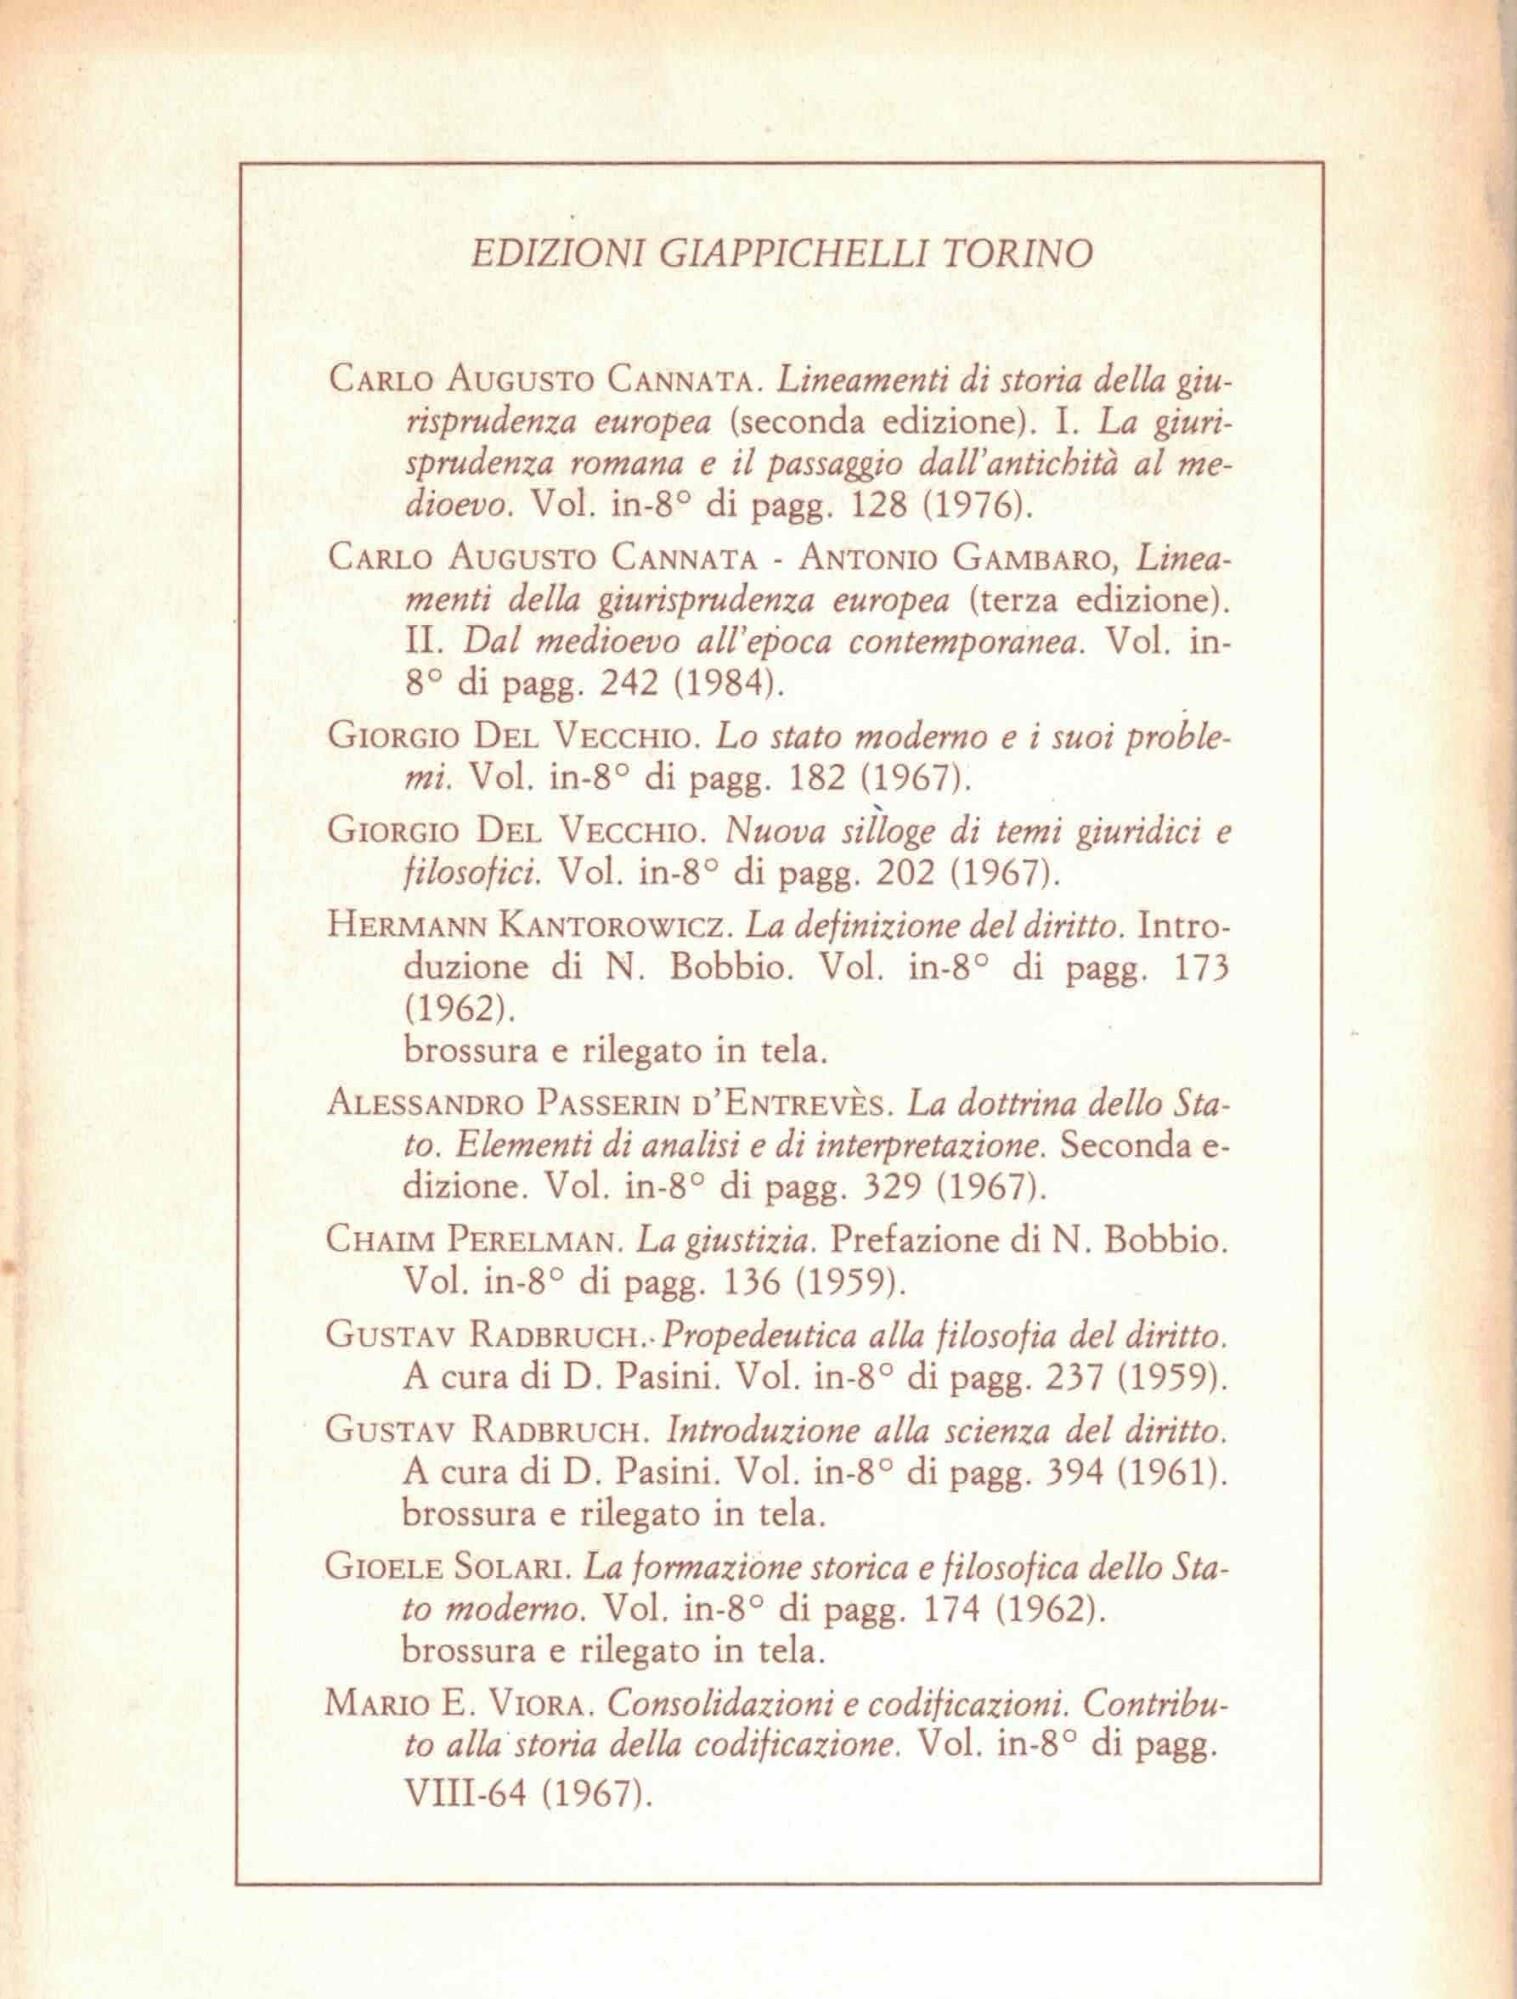 EDIZIONI GIAPPICHELLI TORINO
CARLO AUGUSTO CANNATA. Lineamenti di storia della giu-
risprudenza europea (seconda edizione). I. La giuri-
sprudenza romana e il passaggio dall'antichità al me-
dioevo. Vol. in-8° di pagg. 128 (1976).
CARLO AUGUSTO CANNATA - ANTONIO GAMBARO, Linea-
menti della giurisprudenza europea (terza edizione).
II. Dal medioevo all'epoca contemporanea. Vol. in-
8° di pagg. 242 (1984).
GIORGIO DEL VECCHIO. Lo stato moderno e i suoi proble-
mi. Vol. in-8° di pagg. 182 (1967).
GIORGIO DEL VECCHIO. Nuova silloge di temi giuridici e
filosofici. Vol. in-8° di pagg. 202 (1967).
HERMANN KANTOROWICZ. La definizione del diritto. Intro-
duzione di N. Bobbio. Vol. in-8° di pagg. 173
(1962).
brossura e rilegato in tela.
ALESSANDRO PASSERIN D'ENTREVÈS. La dottrina dello Sta-
to. Elementi di analisi e di interpretazione. Seconda e-
dizione. Vol. in-8° di pagg. 329 (1967).
CHAIM PERELMAN. La giustizia. Prefazione di N. Bobbio.
Vol. in-8° di pagg. 136 (1959).
GUSTAV RADBRUCH. Propedeutica alla filosofia del diritto.
A cura di D. Pasini. Vol. in-8° di pagg. 237 (1959).
GUSTAV RADBRUCH. Introduzione alla scienza del diritto.
A cura di D. Pasini. Vol. in-8° di pagg. 394 (1961).
brossura e rilegato in tela.
GIOELE SOLARI. La formazione storica e filosofica dello Sta-
to moderno. Vol. in-8° di pagg. 174 (1962).
brossura e rilegato in tela.
MARIO E. VIORA. Consolidazioni e codificazioni. Contribu-
to alla storia della codificazione. Vol. in-8° di pagg.
VIII-64 (1967).